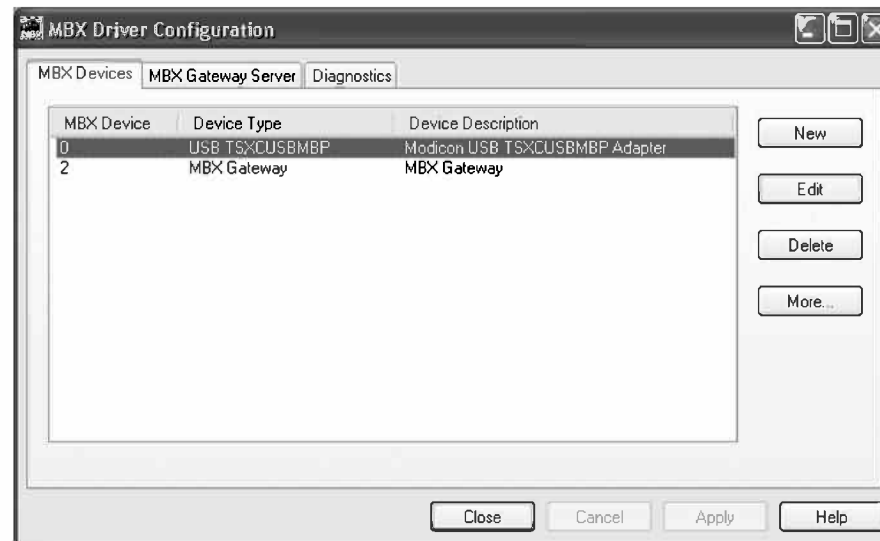 MBX Driver Configuration
MBX Devices MBX Gateway Server Diagnostics
MBX Device Device Type Device Description
0 USB TSXCUSBMBP Modicon USB TSXCUSBMBP Adapter
2 MBX Gateway MBX Gateway
New
Edit
Delete
More...
Close Cancel Apply Help